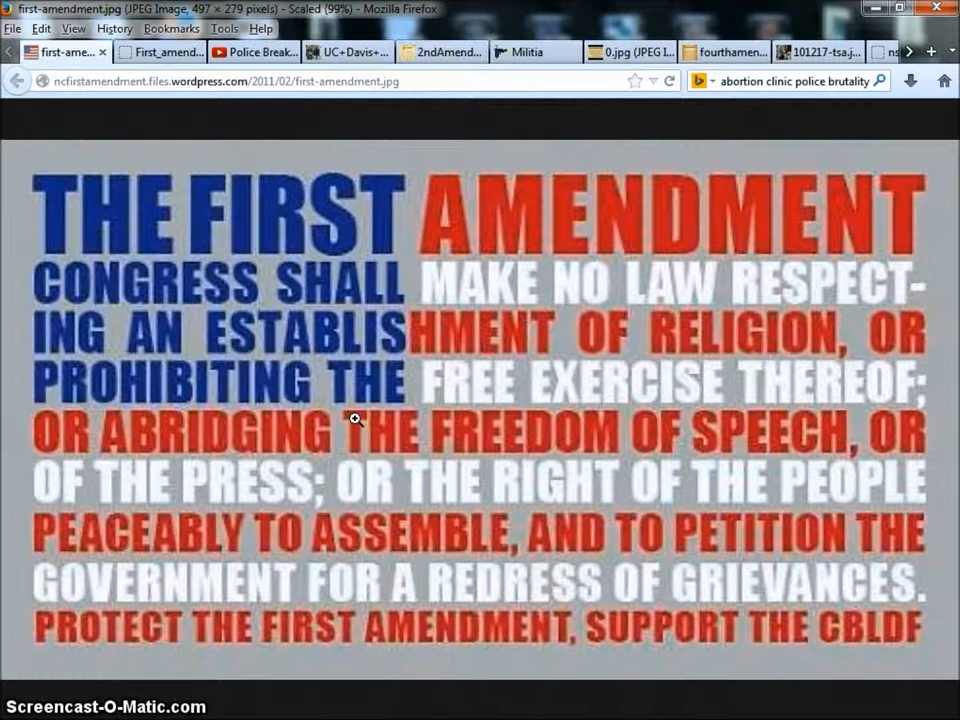 first-amendment.jpg (JPEG Image, 497 × 279 pixels) - Scaled (99%) - Mozilla Firefox
File Edit View History Bookmarks Tools Help
first-ame... First_amend... Police Break... UC+Davis+... 2ndAmend... Militia 0.jpg (JPEG I... fourthamen... 101217-tsa.j...
ncfirstamendment.files.wordpress.com/2011/02/first-amendment.jpg abortion clinic police brutality
THE FIRST AMENDMENT
CONGRESS SHALL MAKE NO LAW RESPECT-
ING AN ESTABLISHMENT OF RELIGION, OR
PROHIBITING THE FREE EXERCISE THEREOF;
OR ABRIDGING THE FREEDOM OF SPEECH, OR
OF THE PRESS; OR THE RIGHT OF THE PEOPLE
PEACEABLY TO ASSEMBLE, AND TO PETITION THE
GOVERNMENT FOR A REDRESS OF GRIEVANCES.
PROTECT THE FIRST AMENDMENT, SUPPORT THE CBLDF
Screencast-O-Matic.com